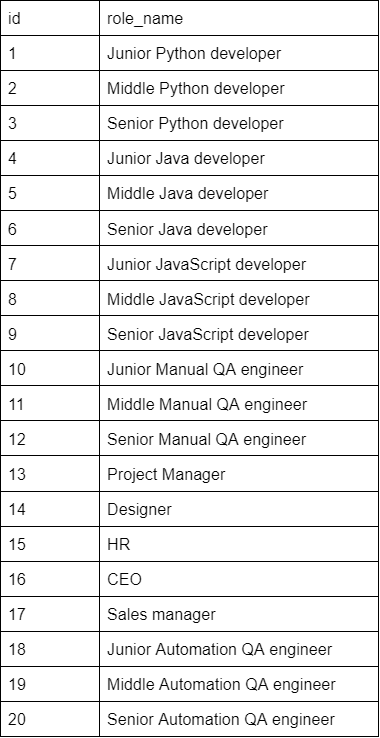 id role_name
1 Junior Python developer
2 Middle Python developer
3 Senior Python developer
4 Junior Java developer
5 Middle Java developer
6 Senior Java developer
7 Junior JavaScript developer
8 Middle JavaScript developer
9 Senior JavaScript developer
10 Junior Manual QA engineer
11 Middle Manual QA engineer
12 Senior Manual QA engineer
13 Project Manager
14 Designer
15 HR
16 CEO
17 Sales manager
18 Junior Automation QA engineer
19 Middle Automation QA engineer
20 Senior Automation QA engineer